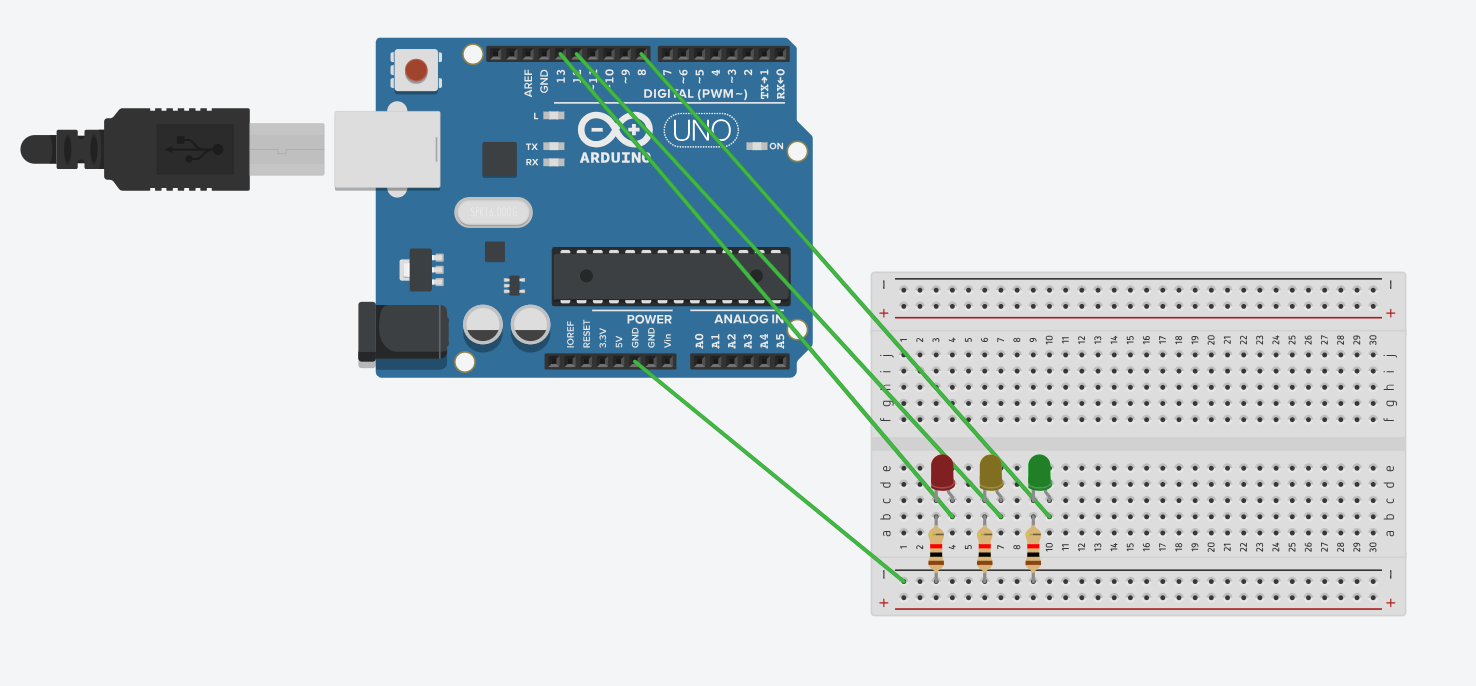 AREF
GND
13
12
~11
~10
~9
8
7
~6
~5
4
~3
2
TX→1
RX←0
DIGITAL (PWM~)
L
TX
RX
ARDUINO
UNO
ON
POWER
ANALOG IN
IOREF
RESET
3.3V
5V
GND
GND
Vin
A0
A1
A2
A3
A4
A5
− −
+ +
1 2 3 4 5 6 7 8 9 10 11 12 13 14 15 16 17 18 19 20 21 22 23 24 25 26 27 28 29 30
j j
i i
h h
g g
f f
e e
d d
c c
b b
a a
1 2 3 4 5 6 7 8 9 10 11 12 13 14 15 16 17 18 19 20 21 22 23 24 25 26 27 28 29 30
− −
+ +